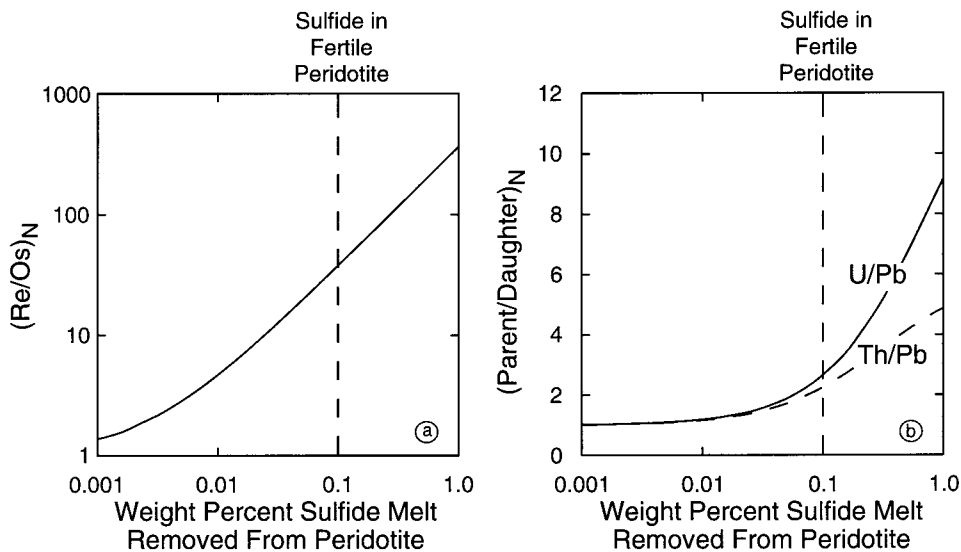 Sulfide in
Fertile
Peridotite
1000
100
10
1
(Re/Os)N
0.001
0.01
0.1
1.0
Weight Percent Sulfide Melt
Removed From Peridotite
a
Sulfide in
Fertile
Peridotite
12
10
8
6
4
2
0
(Parent/Daughter)N
U/Pb
Th/Pb
b
0.001
0.01
0.1
1.0
Weight Percent Sulfide Melt
Removed From Peridotite